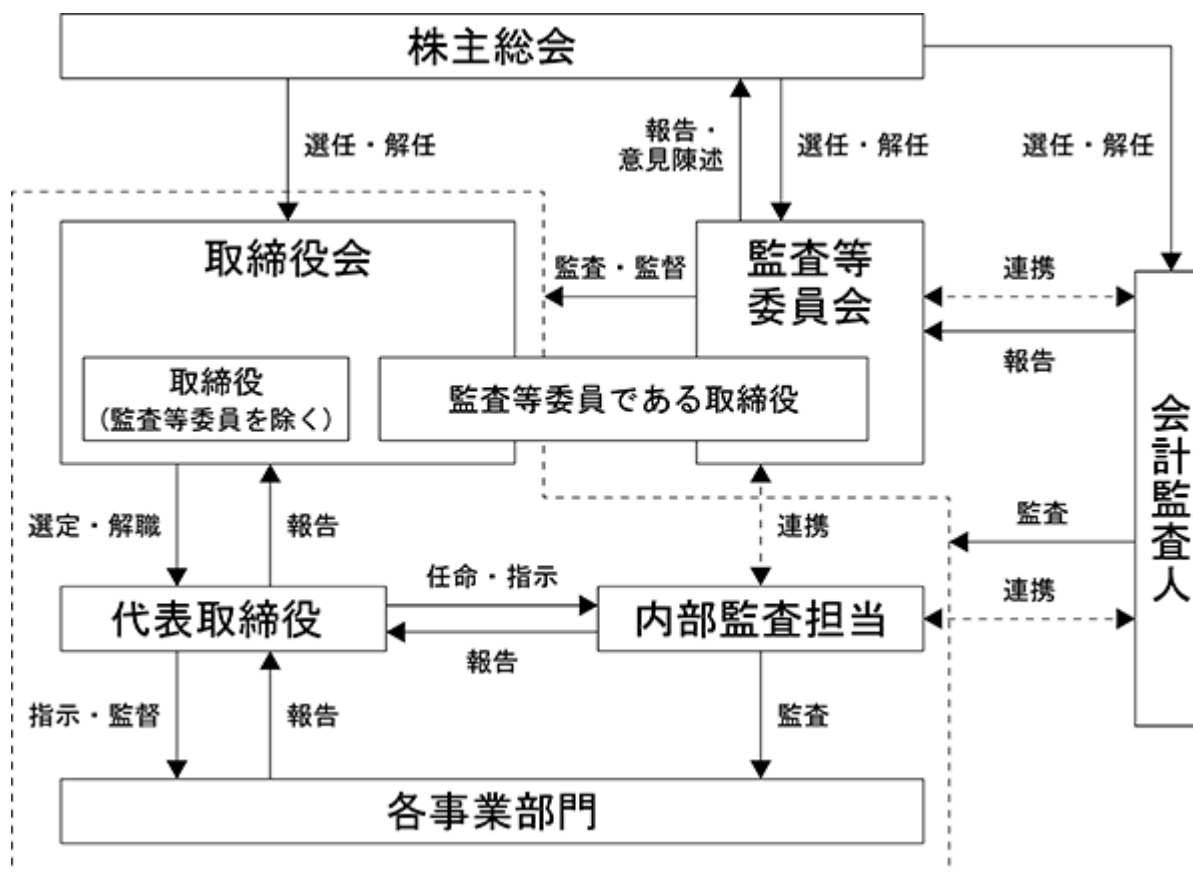 株主総会
選任・解任
報告・
意見陳述
選任・解任
選任・解任
取締役会
監査・監督
監査等
委員会
連携
報告
取締役
(監査等委員を除く)
監査等委員である取締役
会計監査人
選定・解職
報告
連携
監査
任命・指示
代表取締役
内部監査担当
連携
報告
指示・監督
報告
監査
各事業部門